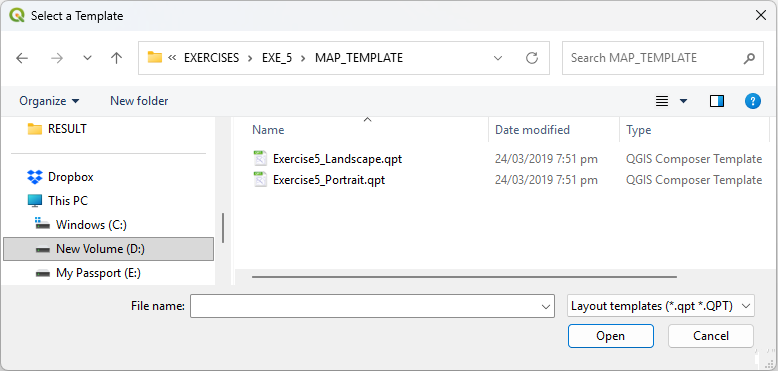 Select a Template
« EXERCISES > EXE_5 > MAP_TEMPLATE
Search MAP_TEMPLATE
Organize
New folder
?
RESULT
Dropbox
This PC
Windows (C:)
New Volume (D:)
My Passport (E:)
Name Date modified Type
Exercise5_Landscape.qpt 24/03/2019 7:51 pm QGIS Composer Template
Exercise5_Portrait.qpt 24/03/2019 7:51 pm QGIS Composer Template
File name:
Layout templates (*.qpt *.QPT)
Open Cancel